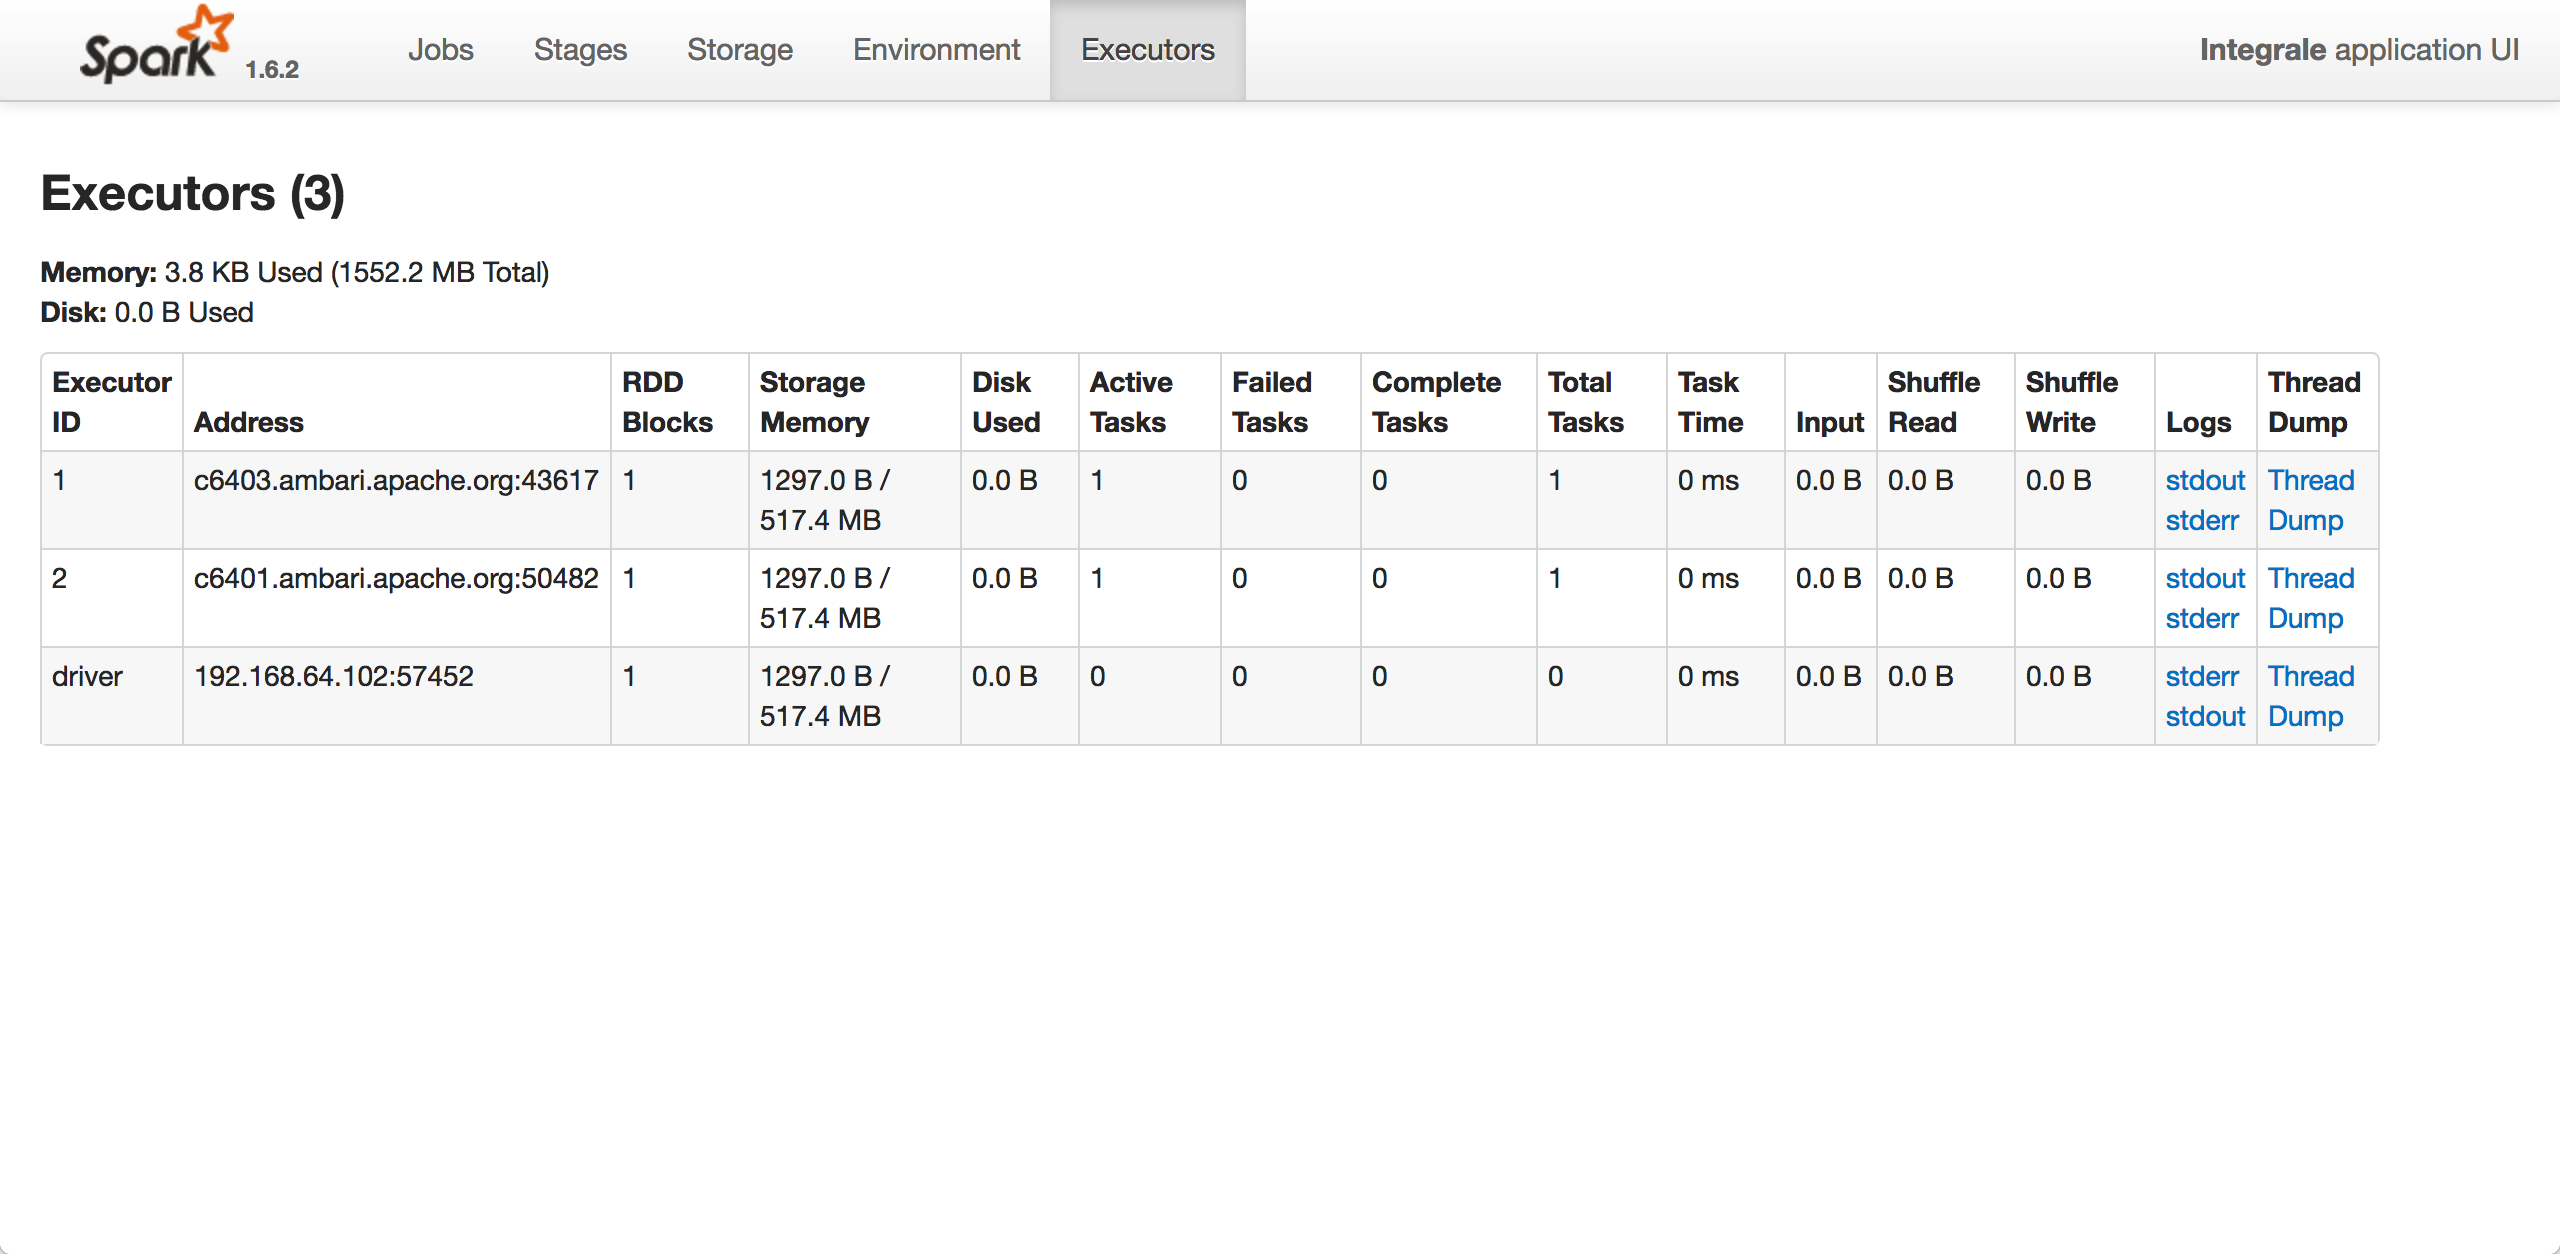 Spark 1.6.2 Jobs Stages Storage Environment Executors Integrale application UI
Executors (3)
Memory: 3.8 KB Used (1552.2 MB Total)
Disk: 0.0 B Used
Executor ID Address RDD Blocks Storage Memory Disk Used Active Tasks Failed Tasks Complete Tasks Total Tasks Task Time Input Shuffle Read Shuffle Write Logs Thread Dump
1 c6403.ambari.apache.org:43617 1 1297.0 B / 517.4 MB 0.0 B 1 0 0 1 0 ms 0.0 B 0.0 B 0.0 B stdout stderr Thread Dump
2 c6401.ambari.apache.org:50482 1 1297.0 B / 517.4 MB 0.0 B 1 0 0 1 0 ms 0.0 B 0.0 B 0.0 B stdout stderr Thread Dump
driver 192.168.64.102:57452 1 1297.0 B / 517.4 MB 0.0 B 0 0 0 0 0 ms 0.0 B 0.0 B 0.0 B stderr stdout Thread Dump